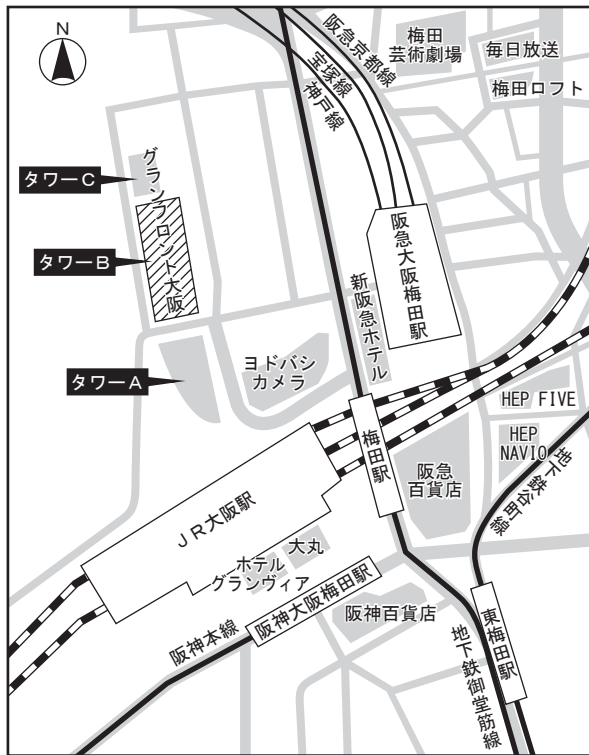 N
阪急京都線
宝塚線
神戸線
梅田
芸術劇場
毎日放送
梅田ロフト
タワーC
グランフロント大阪
タワーB
阪急大阪梅田駅
新阪急ホテル
ヨドバシ
カメラ
タワーA
HEP FIVE
梅田駅
HEP
NAVIO
阪急
百貨店
地下鉄谷町線
JR大阪駅
大丸
ホテル
グランヴィア
阪神大阪梅田駅
阪神百貨店
阪神本線
東梅田駅
地下鉄御堂筋線